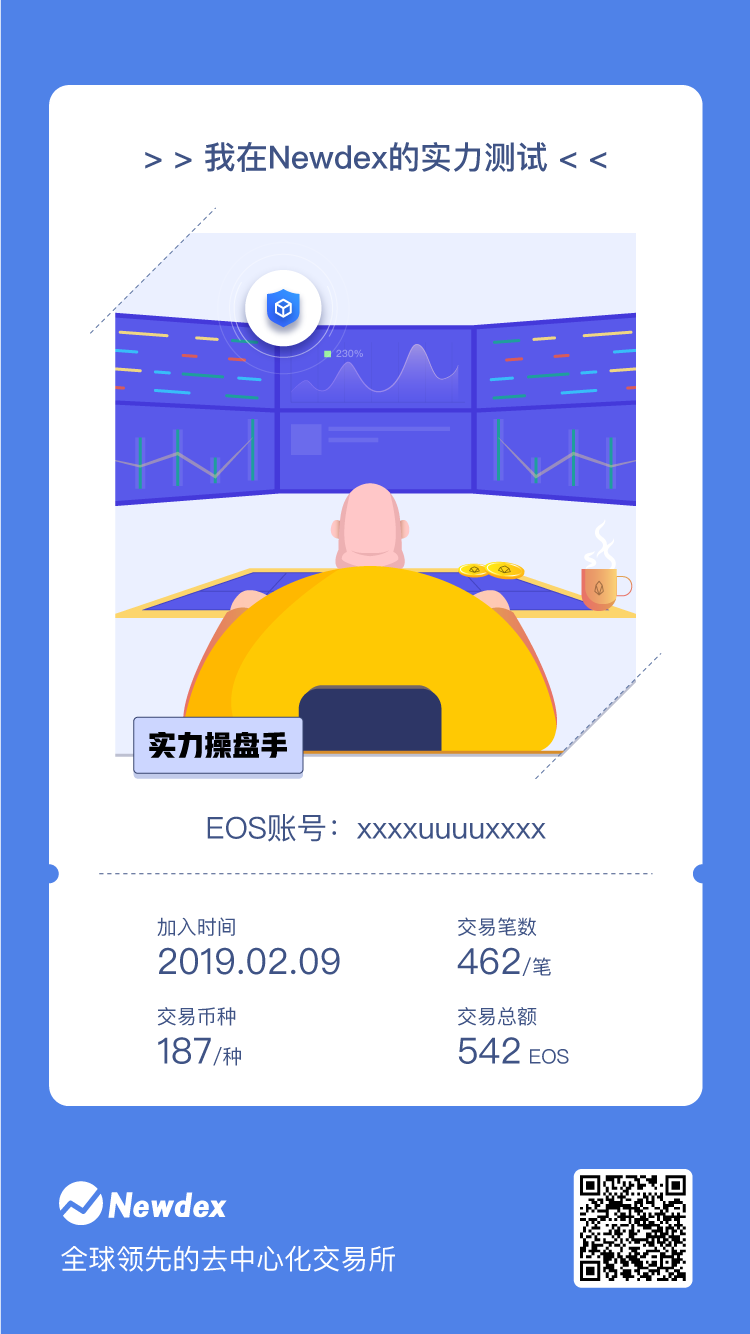 > > 我在Newdex的实力测试 < <
230%
实力操盘手
EOS账号：xxxxuuuuxxxx
加入时间
2019.02.09
交易笔数
462/笔
交易币种
187/种
交易总额
542 EOS
Newdex
全球领先的去中心化交易所